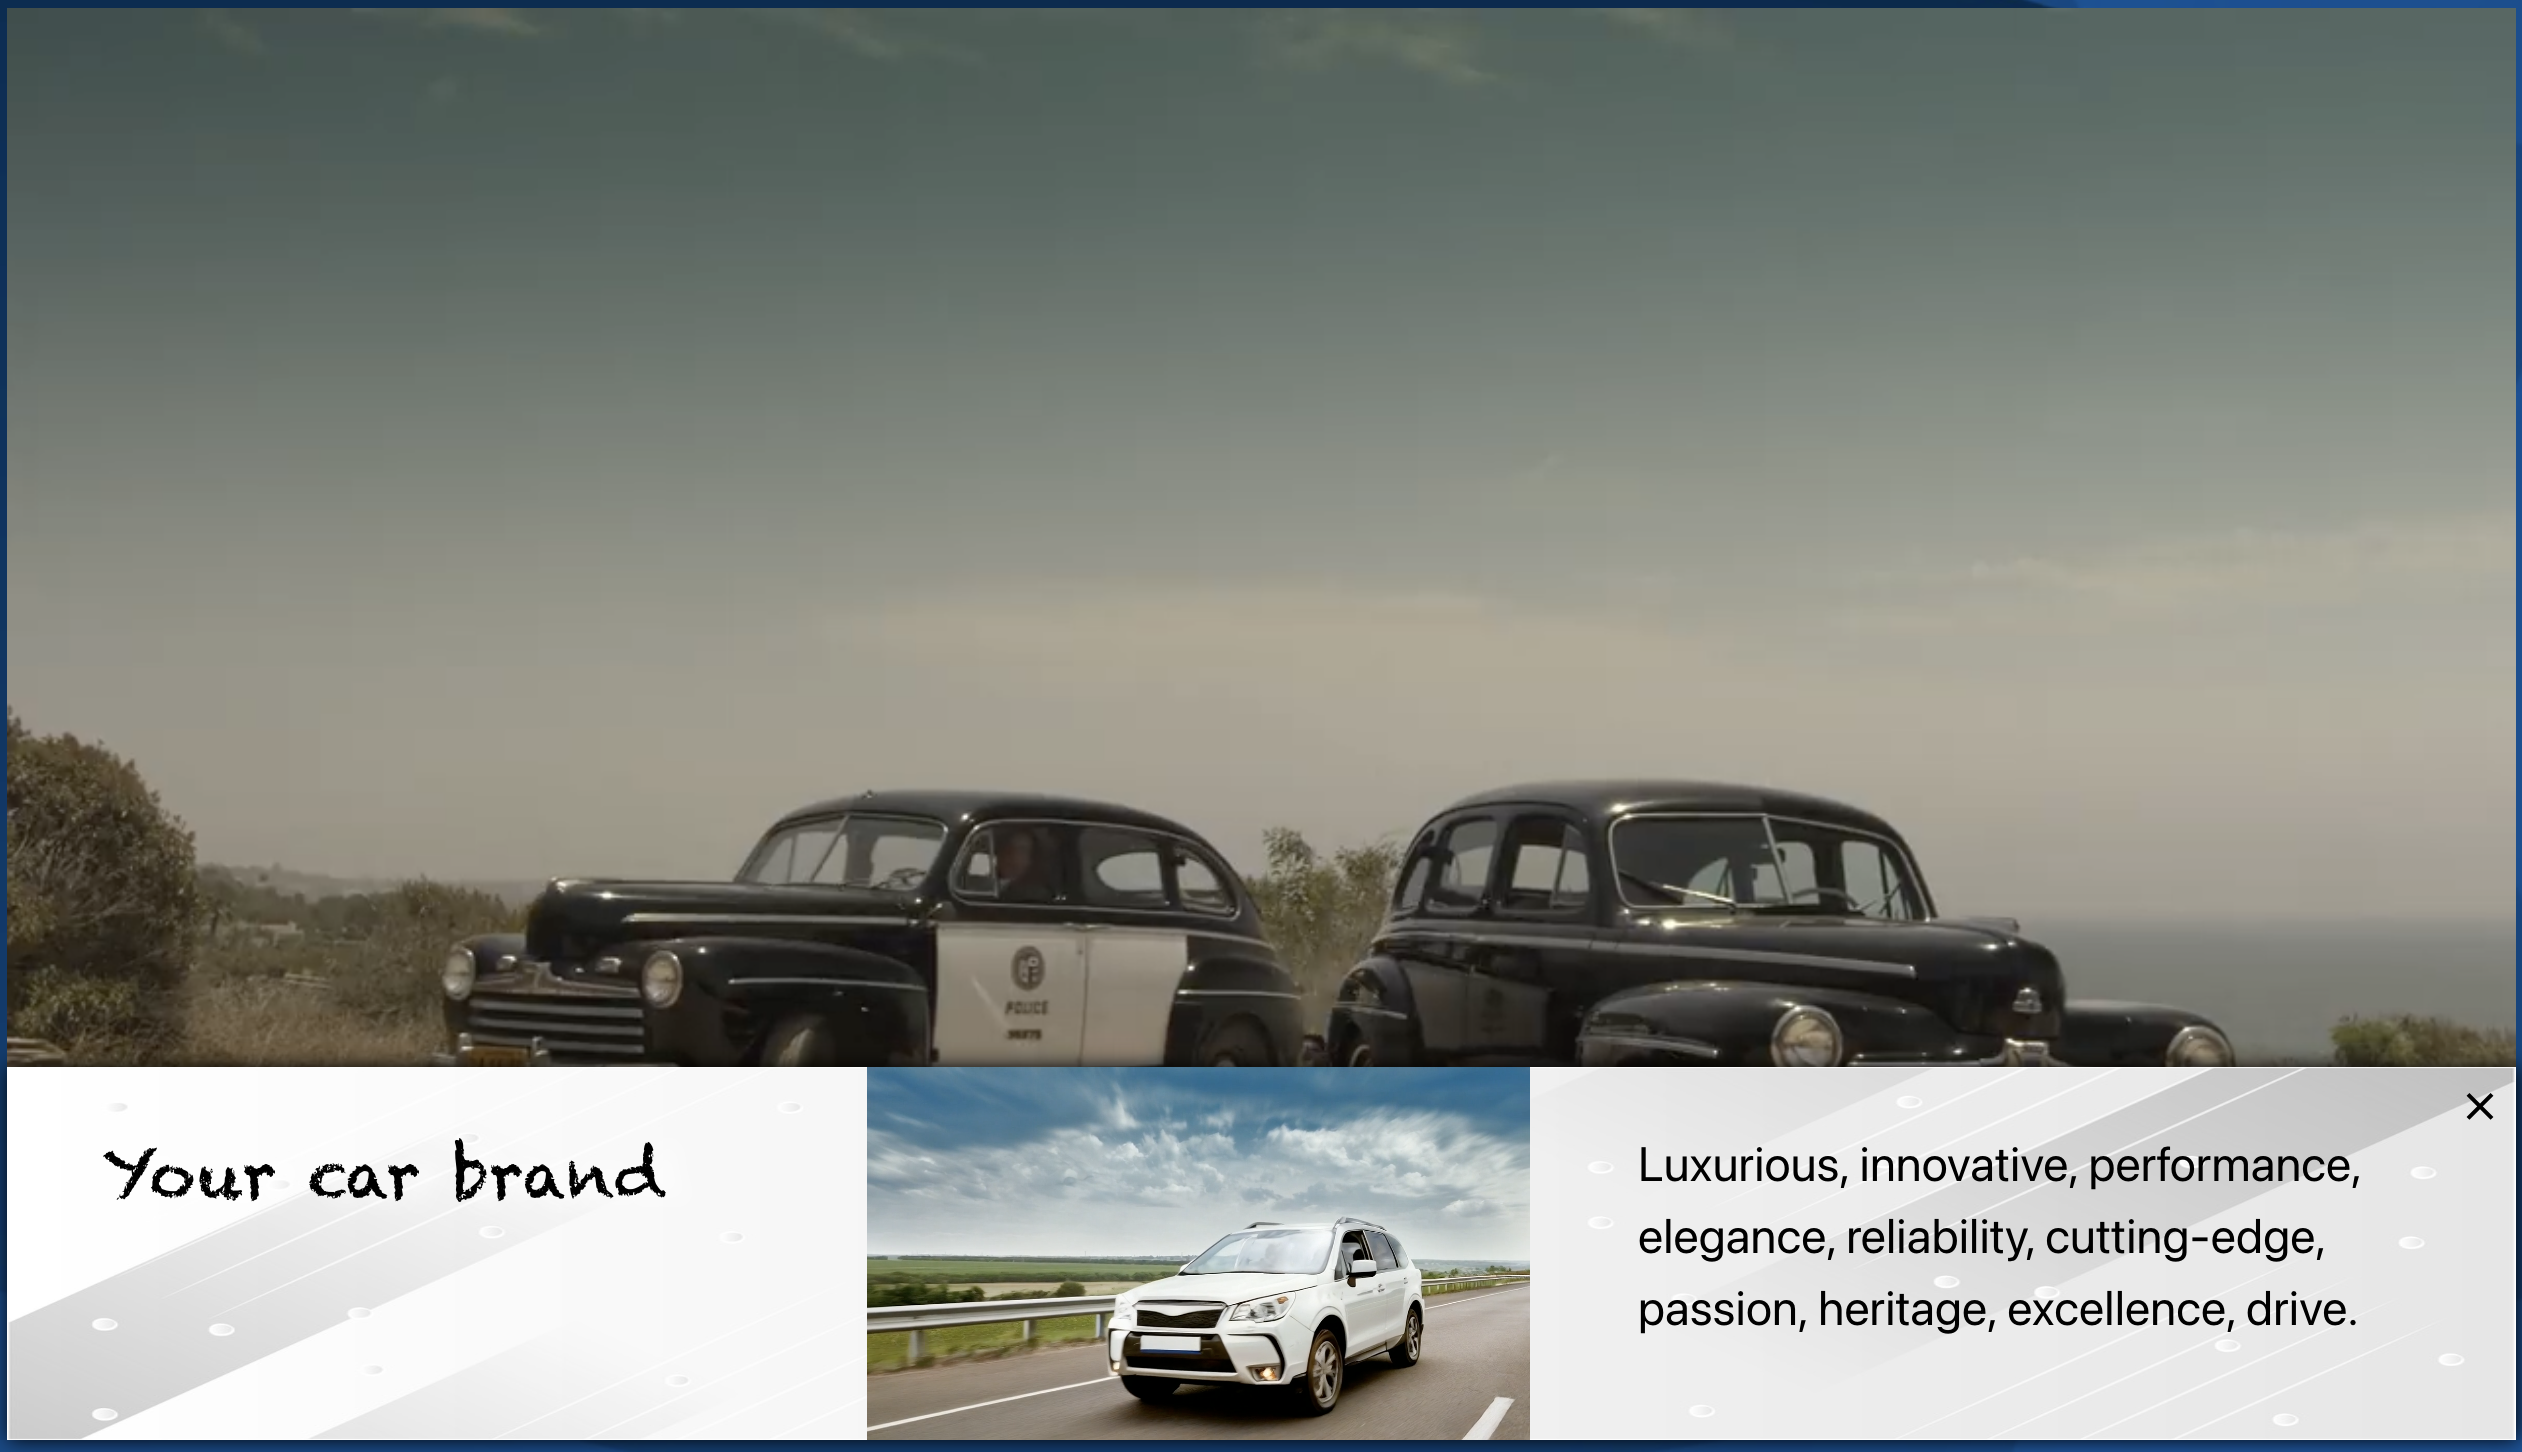 POLICE
Your car brand
Luxurious, innovative, performance,
elegance, reliability, cutting-edge,
passion, heritage, excellence, drive.